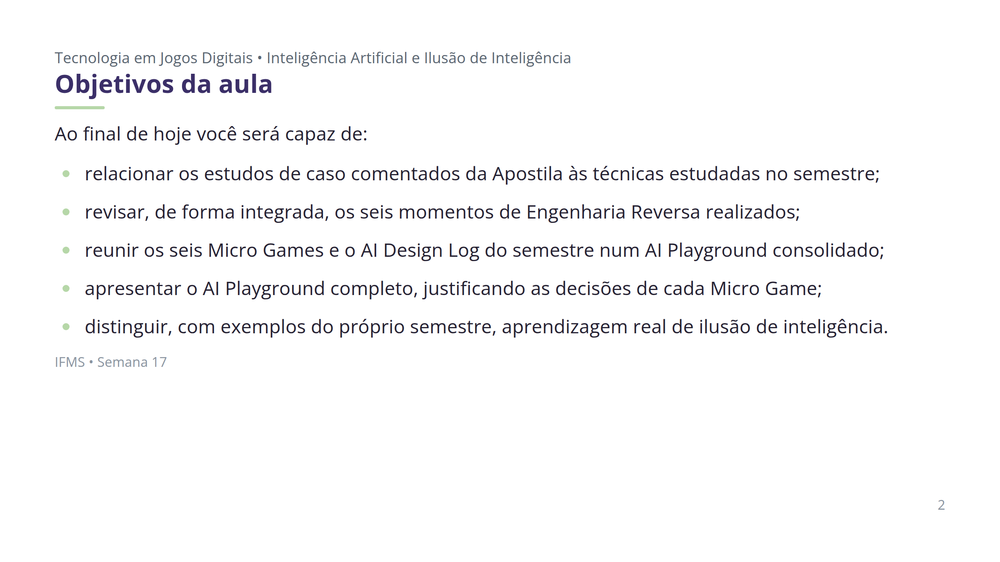 Tecnologia em Jogos Digitais • Inteligência Artificial e Ilusão de Inteligência
Objetivos da aula
Ao final de hoje você será capaz de:
• relacionar os estudos de caso comentados da Apostila às técnicas estudadas no semestre;
• revisar, de forma integrada, os seis momentos de Engenharia Reversa realizados;
• reunir os seis Micro Games e o AI Design Log do semestre num AI Playground consolidado;
• apresentar o AI Playground completo, justificando as decisões de cada Micro Game;
• distinguir, com exemplos do próprio semestre, aprendizagem real de ilusão de inteligência.
IFMS • Semana 17
2